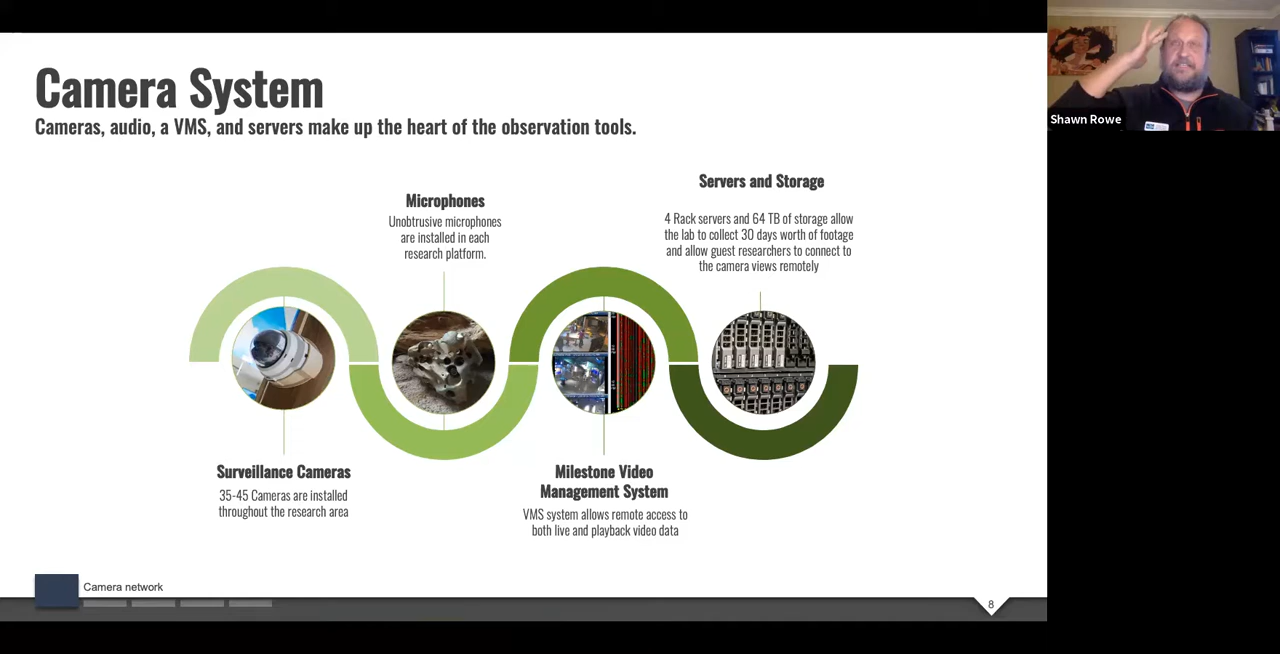 Camera System
Cameras, audio, a VMS, and servers make up the heart of the observation tools.
Shawn Rowe
Servers and Storage
4 Rack servers and 64 TB of storage allow
the lab to collect 30 days worth of footage
and allow guest researchers to connect to
the camera views remotely
Microphones
Unobtrusive microphones
are installed in each
research platform.
Surveillance Cameras
35-45 Cameras are installed
throughout the research area
Milestone Video
Management System
VMS system allows remote access to
both live and playback video data
Camera network
8